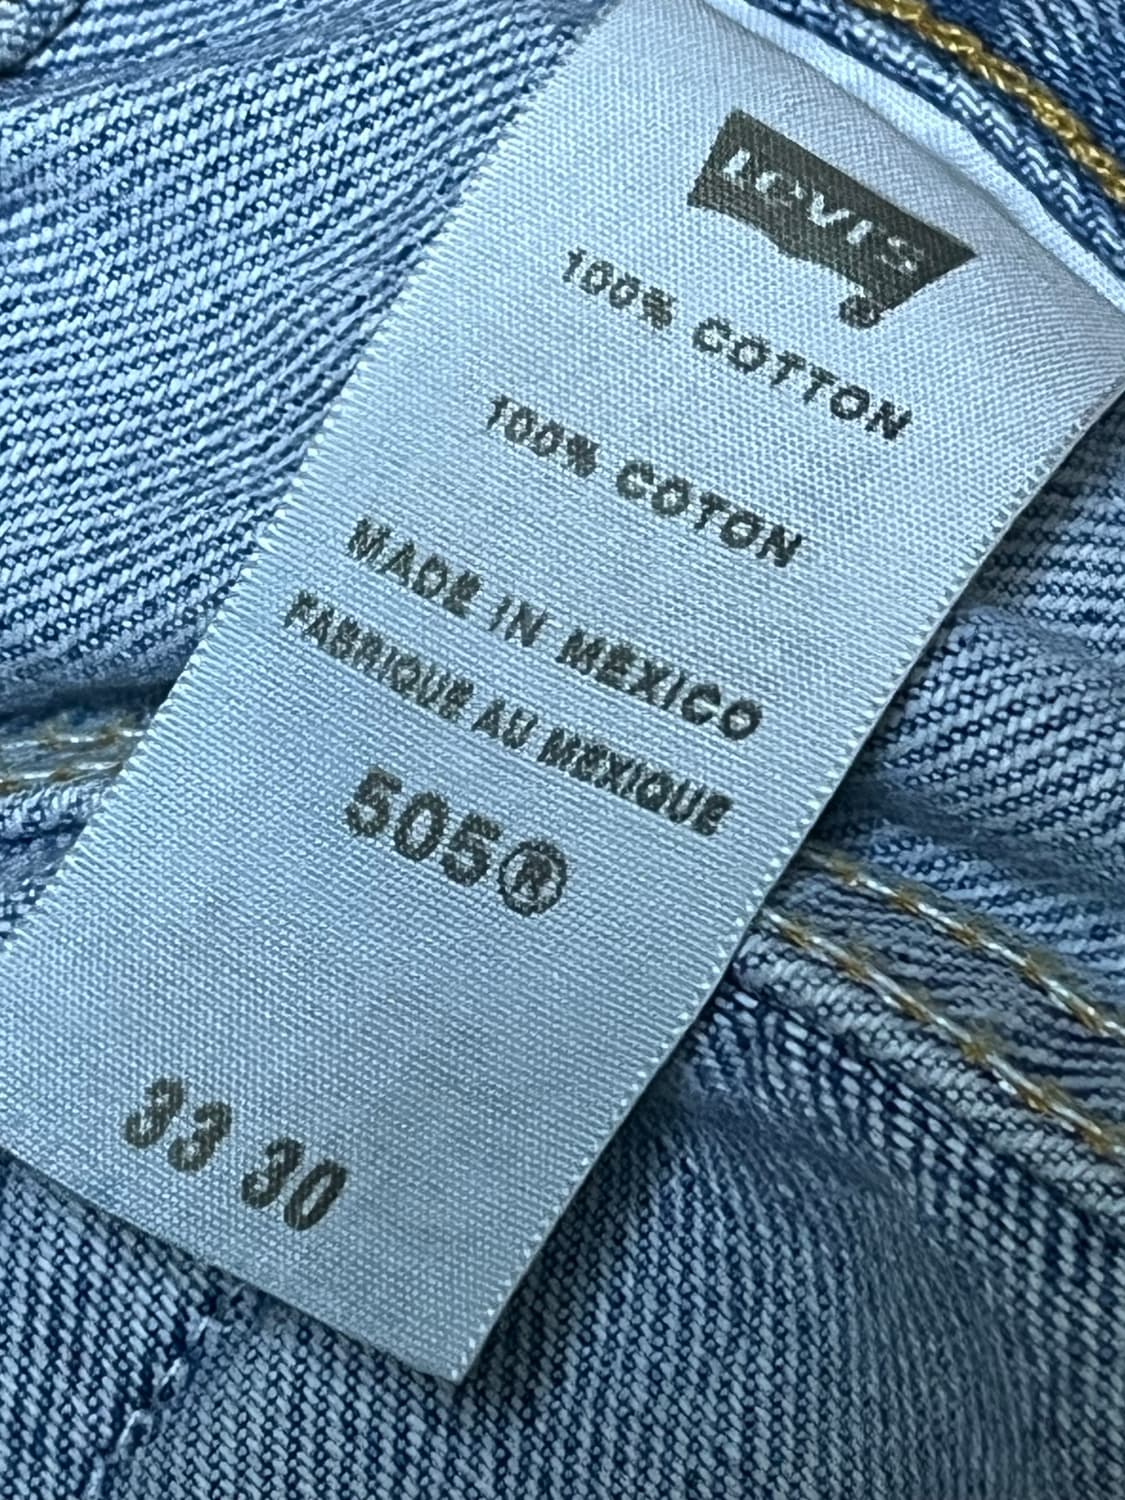 Levi's
®
100% COTTON
100% COTON
MADE IN MEXICO
FABRIQUE AU MEXIQUE
505®
33 30